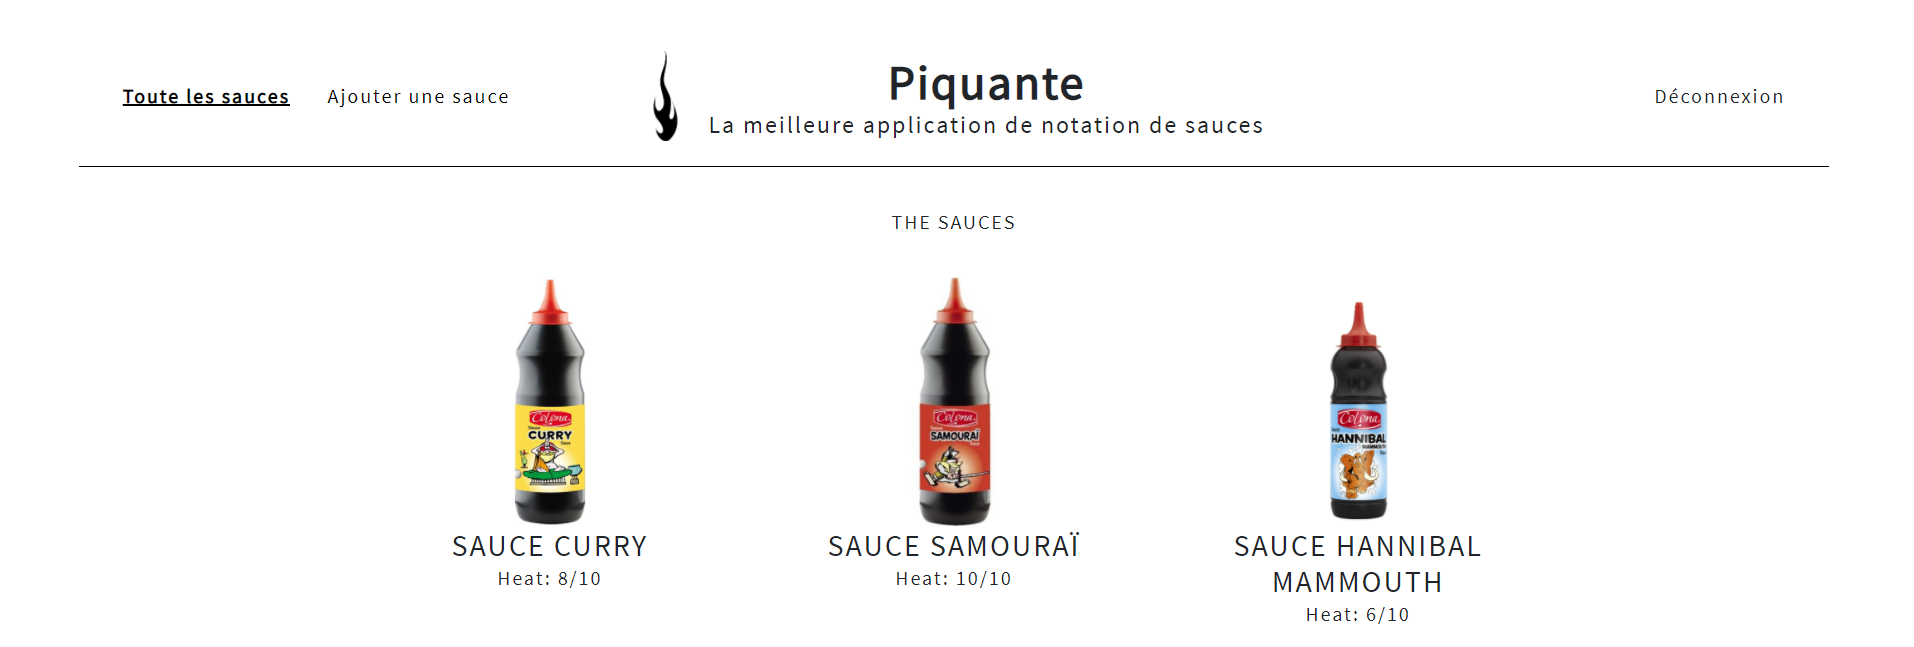 Toute les sauces
Ajouter une sauce
Piquante
La meilleure application de notation de sauces
Déconnexion
THE SAUCES
Colona
CURRY
SAUCE CURRY
Heat: 8/10
Colona
SAMOURAÏ
SAUCE SAMOURAÏ
Heat: 10/10
Colona
HANNIBAL
MAMMOUTH
SAUCE HANNIBAL
MAMMOUTH
Heat: 6/10